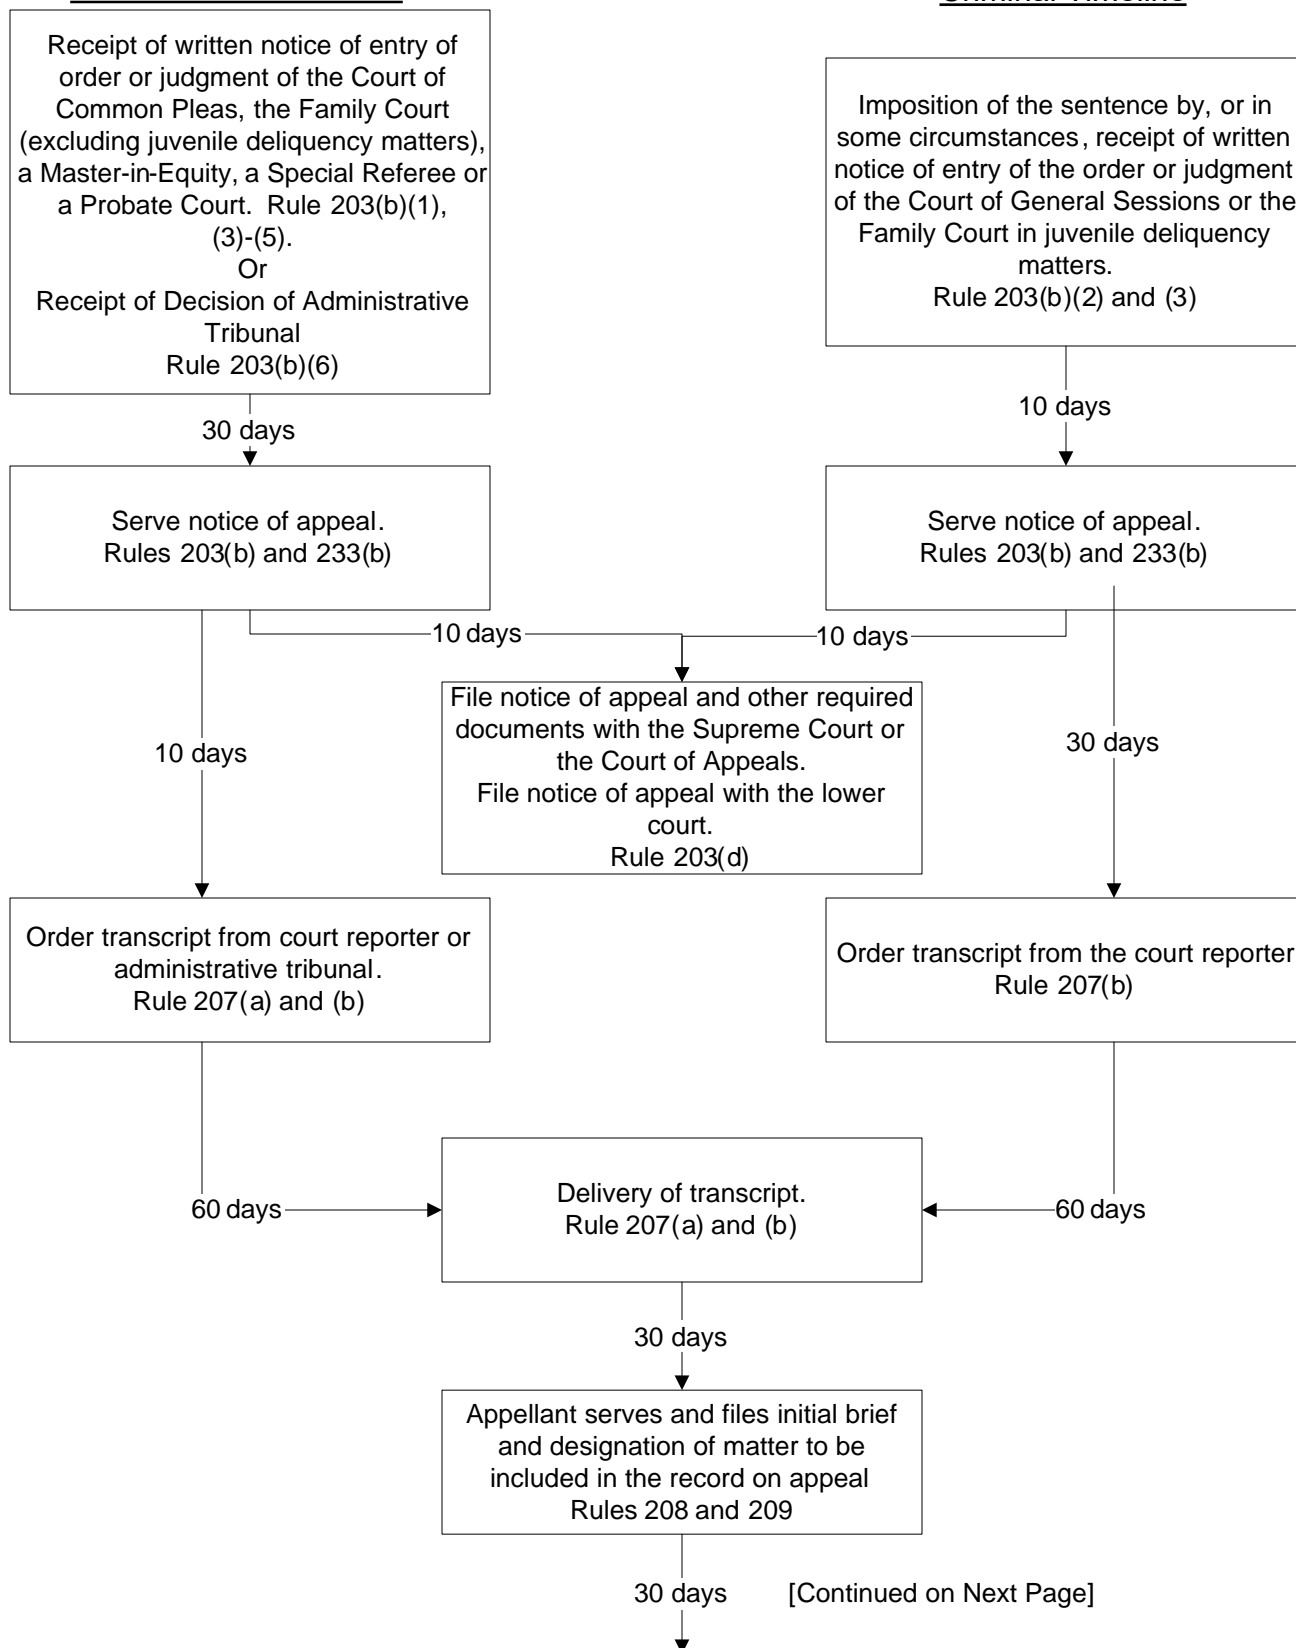 Criminal Timeline
Receipt of written notice of entry of
order or judgment of the Court of
Common Pleas, the Family Court
(excluding juvenile deliquency matters),
a Master-in-Equity, a Special Referee or
a Probate Court.  Rule 203(b)(1),
(3)-(5).
Or
Receipt of Decision of Administrative
Tribunal
Rule 203(b)(6)
Imposition of the sentence by, or in
some circumstances, receipt of written
notice of entry of the order or judgment
of the Court of General Sessions or the
Family Court in juvenile deliquency
matters.
Rule 203(b)(2) and (3)
30 days
10 days
Serve notice of appeal.
Rules 203(b) and 233(b)
Serve notice of appeal.
Rules 203(b) and 233(b)
10 days
10 days
File notice of appeal and other required
documents with the Supreme Court or
the Court of Appeals.
File notice of appeal with the lower
court.
Rule 203(d)
10 days
30 days
Order transcript from court reporter or
administrative tribunal.
Rule 207(a) and (b)
Order transcript from the court reporter
Rule 207(b)
60 days
Delivery of transcript.
Rule 207(a) and (b)
60 days
30 days
Appellant serves and files initial brief
and designation of matter to be
included in the record on appeal
Rules 208 and 209
30 days
[Continued on Next Page]